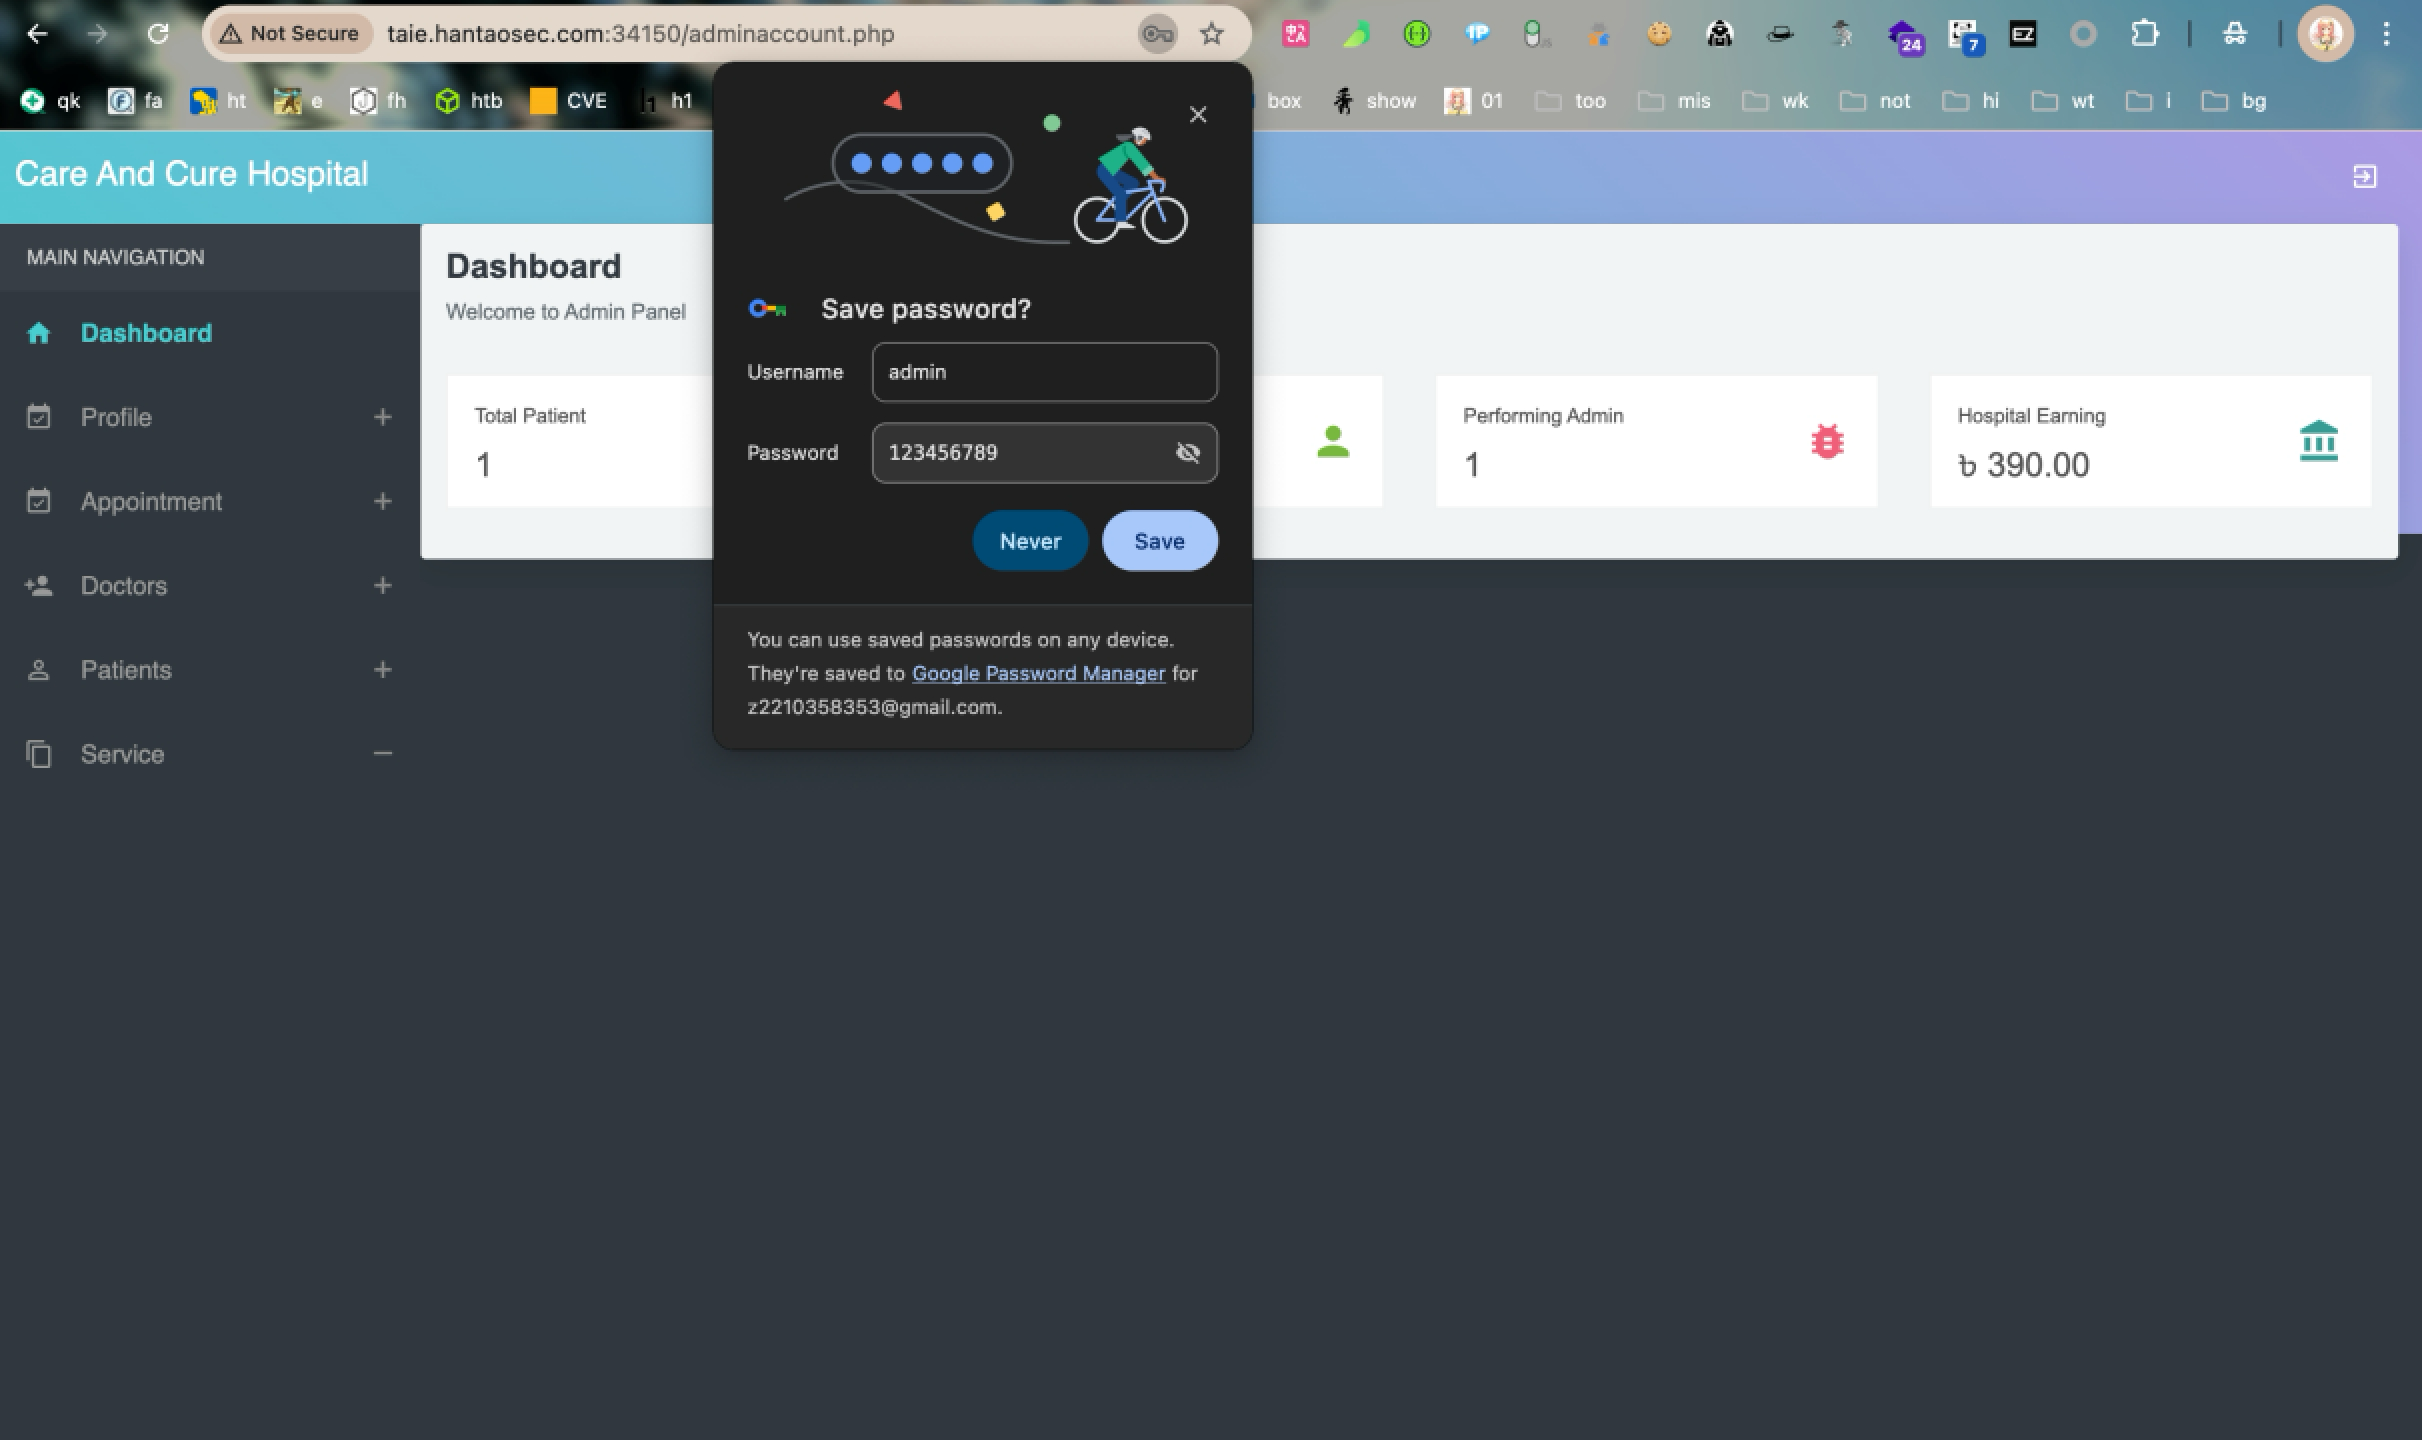 Not Secure taie.hantaosec.com:34150/adminaccount.php
24 7 EZ
qk fa ht e fh htb CVE h1 box show 01 too mis wk not hi wt i bg
Care And Cure Hospital
MAIN NAVIGATION
Dashboard
Profile
Appointment
Doctors
Patients
Service
Dashboard
Welcome to Admin Panel
Total Patient
1
Performing Admin
1
Hospital Earning
৳ 390.00
Save password?
Username admin
Password 123456789
Never Save
You can use saved passwords on any device.
They're saved to Google Password Manager for
z2210358353@gmail.com.